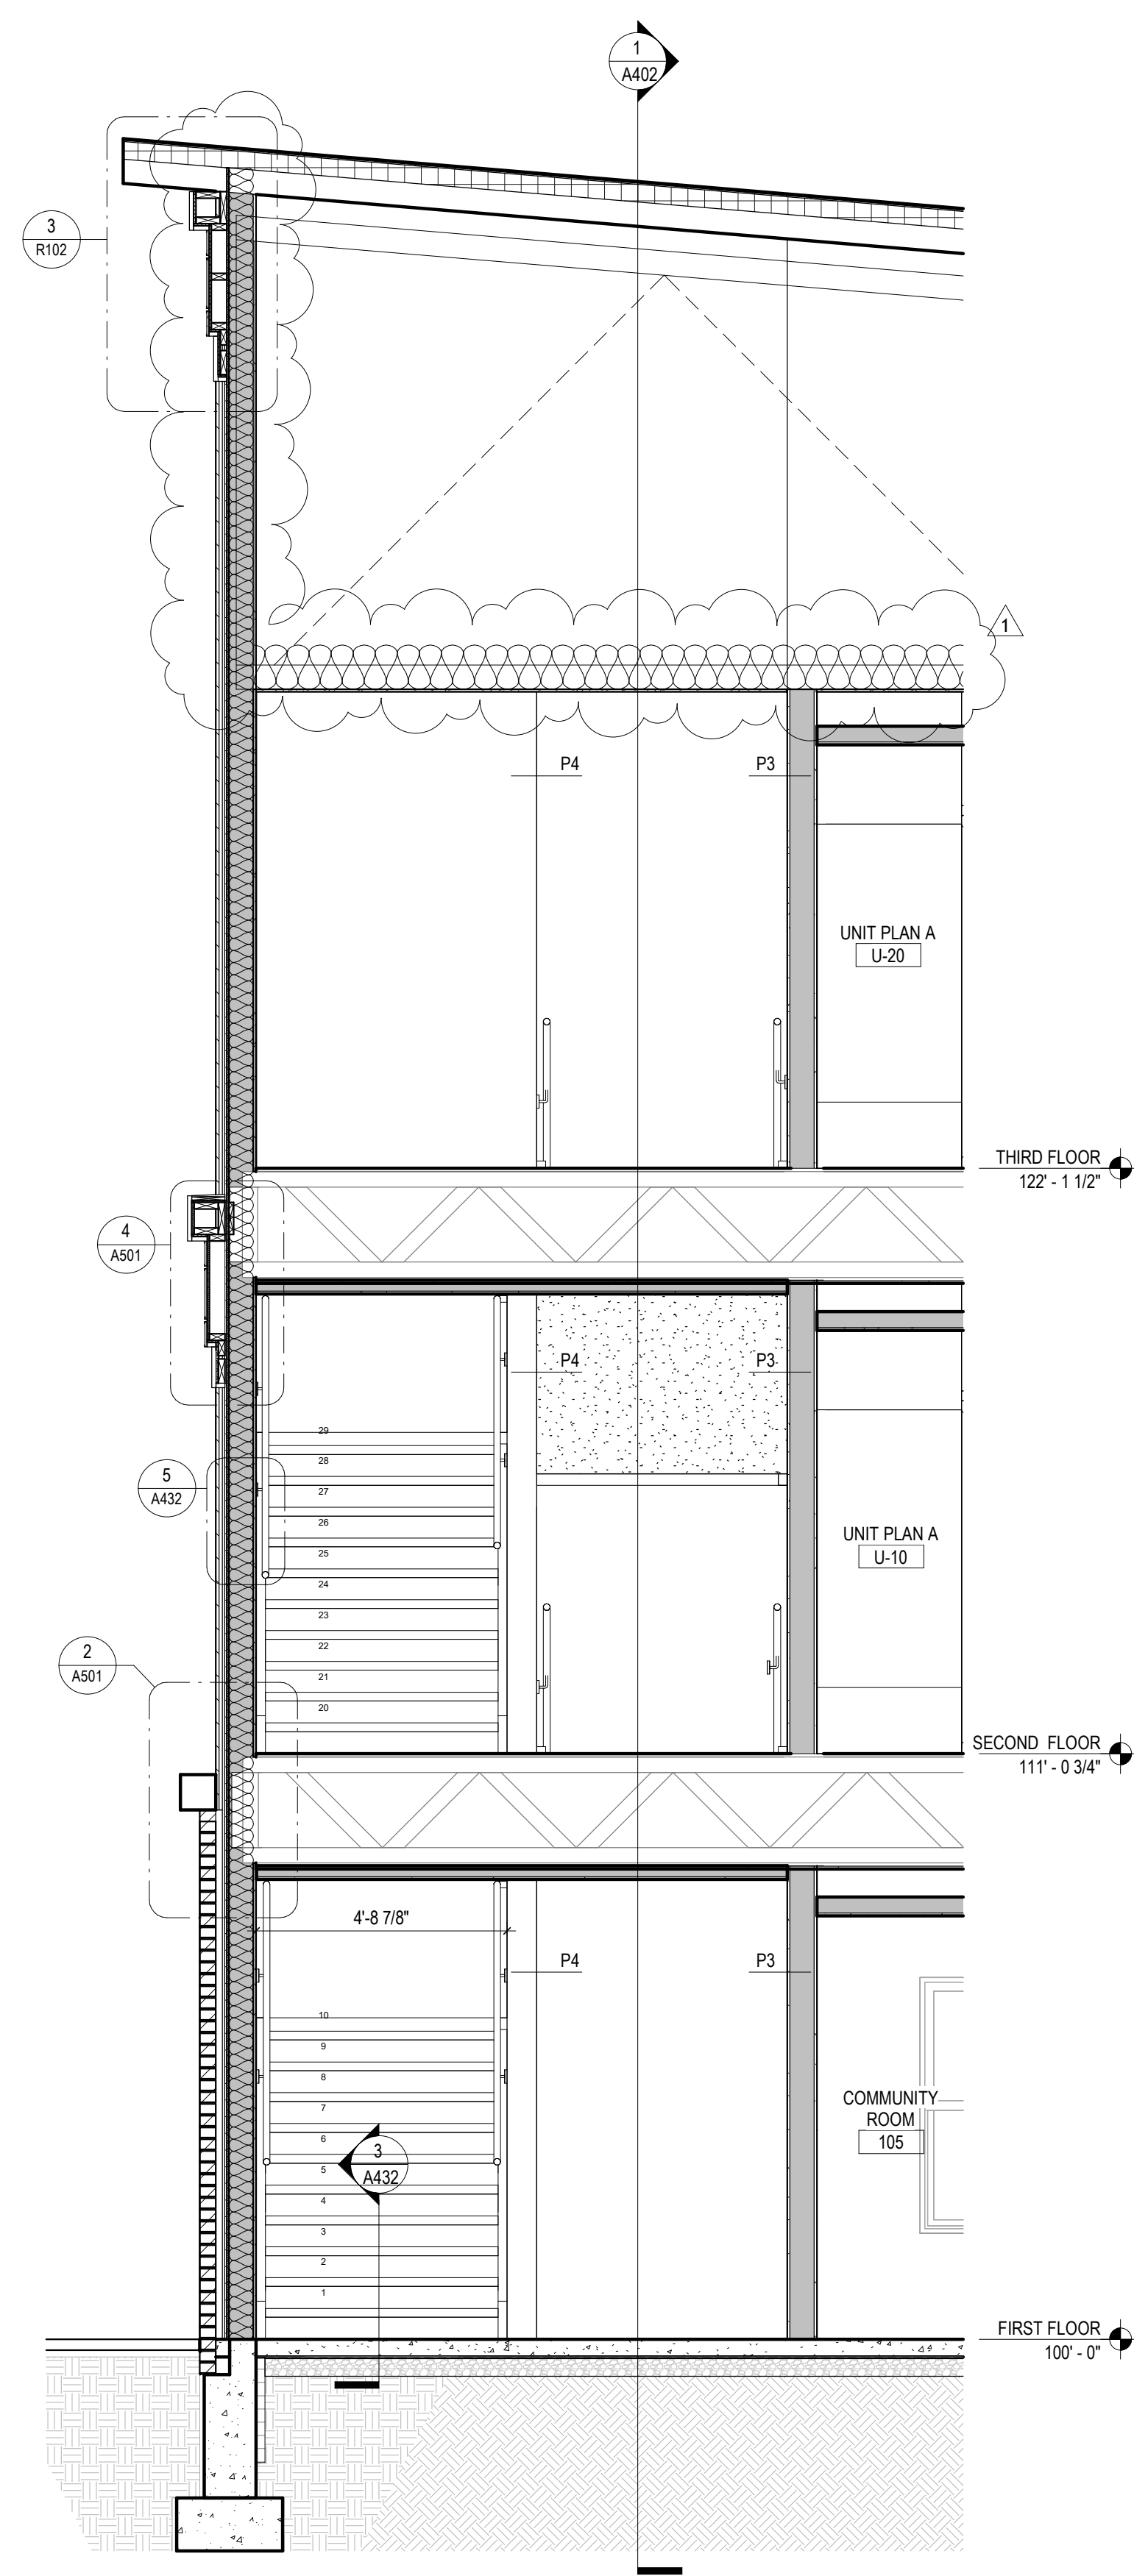 1
A402
3
R102
1
P4
P3
UNIT PLAN A
U-20
THIRD FLOOR
122' - 1 1/2"
4
A501
P4
P3
29
28
27
26
25
24
23
22
21
20
5
A432
UNIT PLAN A
U-10
2
A501
SECOND FLOOR
111' - 0 3/4"
4'-8 7/8"
P4
P3
10
9
8
7
6
5
4
3
2
1
3
A432
COMMUNITY
ROOM
105
FIRST FLOOR
100' - 0"